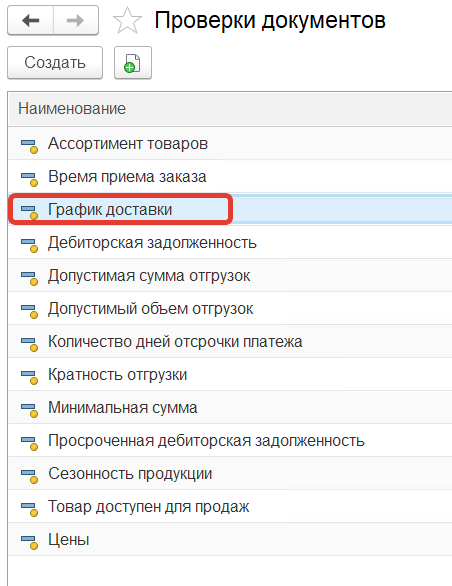 Проверки документов
Создать
Наименование
Ассортимент товаров
Время приема заказа
График доставки
Дебиторская задолженность
Допустимая сумма отгрузок
Допустимый объем отгрузок
Количество дней отсрочки платежа
Кратность отгрузки
Минимальная сумма
Просроченная дебиторская задолженность
Сезонность продукции
Товар доступен для продаж
Цены